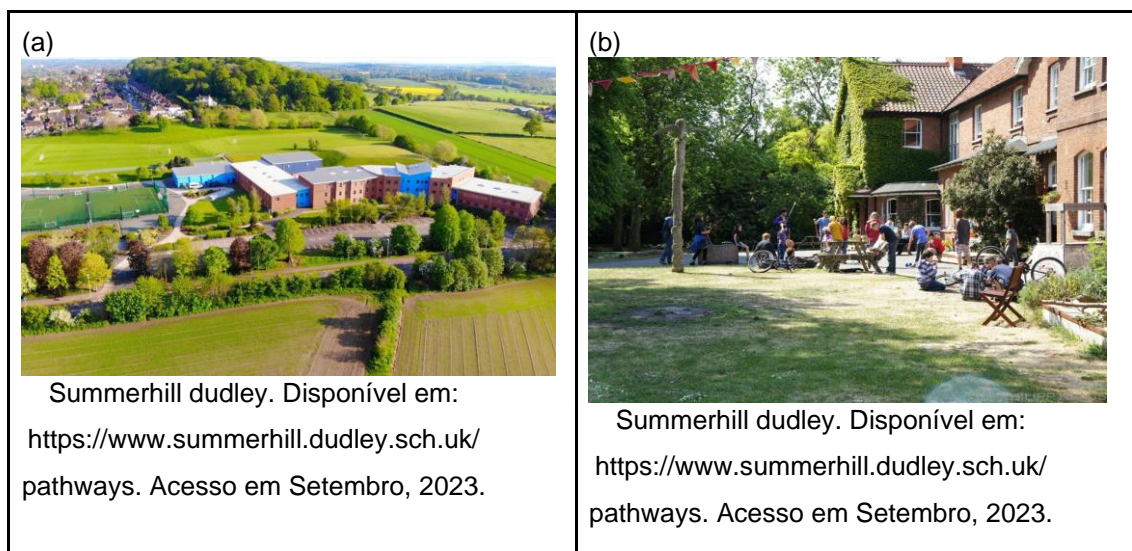 (a)
Summerhill dudley. Disponível em:
https://www.summerhill.dudley.sch.uk/
pathways. Acesso em Setembro, 2023.
(b)
Summerhill dudley. Disponível em:
https://www.summerhill.dudley.sch.uk/
pathways. Acesso em Setembro, 2023.